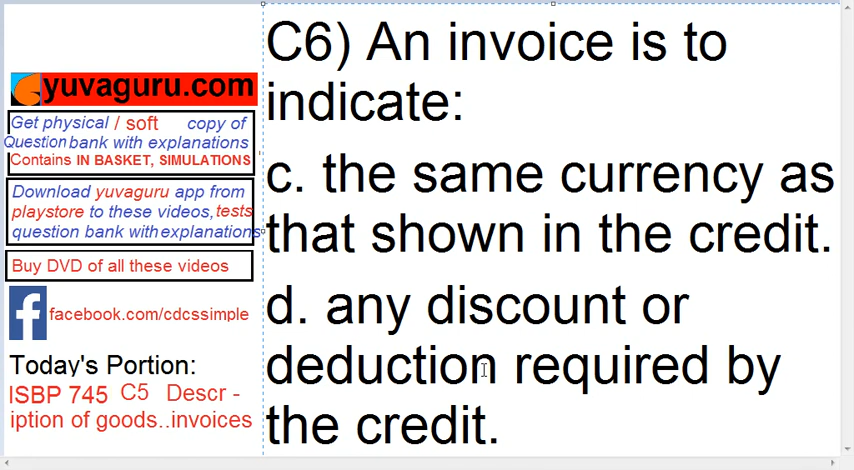 yuvaguru.com
Get physical / soft copy of
Question bank with explanations
Contains IN BASKET, SIMULATIONS
Download yuvaguru app from
playstore to these videos, tests
question bank with explanations
Buy DVD of all these videos
f facebook.com/cdcssimple
Today's Portion:
ISBP 745 C5 Descr -
iption of goods..invoices
C6) An invoice is to
indicate:
c. the same currency as
that shown in the credit.
d. any discount or
deduction required by
the credit.